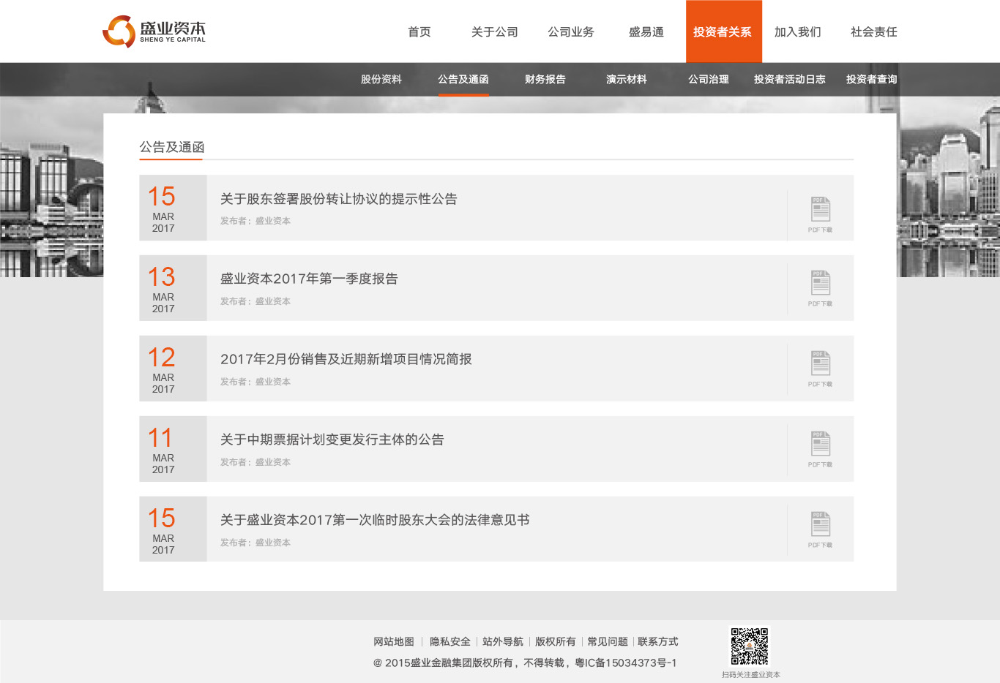 盛业资本
SHENG YE CAPITAL
首页 关于公司 公司业务 盛易通 投资者关系 加入我们 社会责任
股份资料 公告及通函 财务报告 演示材料 公司治理 投资者活动日志 投资者查询
公告及通函
15
MAR
2017
关于股东签署股份转让协议的提示性公告
发布者：盛业资本
PDF
PDF下载
13
MAR
2017
盛业资本2017年第一季度报告
发布者：盛业资本
PDF
PDF下载
12
MAR
2017
2017年2月份销售及近期新增项目情况简报
发布者：盛业资本
PDF
PDF下载
11
MAR
2017
关于中期票据计划变更发行主体的公告
发布者：盛业资本
PDF
PDF下载
15
MAR
2017
关于盛业资本2017第一次临时股东大会的法律意见书
发布者：盛业资本
PDF
PDF下载
网站地图 | 隐私安全 | 站外导航 | 版权所有 | 常见问题 | 联系方式
@ 2015盛业金融集团版权所有，不得转载，粤IC备15034373号-1
扫码关注盛业资本